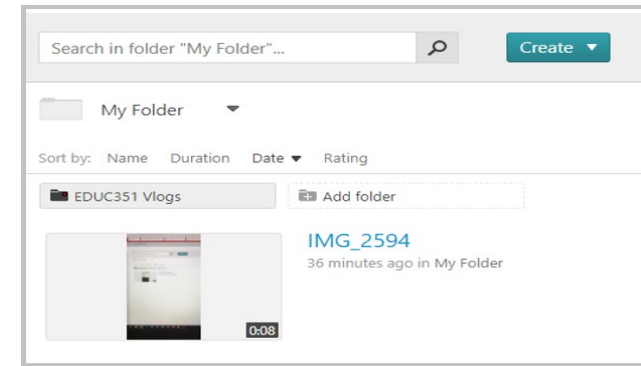 Search in folder "My Folder"... Create
My Folder
Sort by: Name Duration Date Rating
EDUC351 Vlogs Add folder
IMG_2594
36 minutes ago in My Folder
0:08